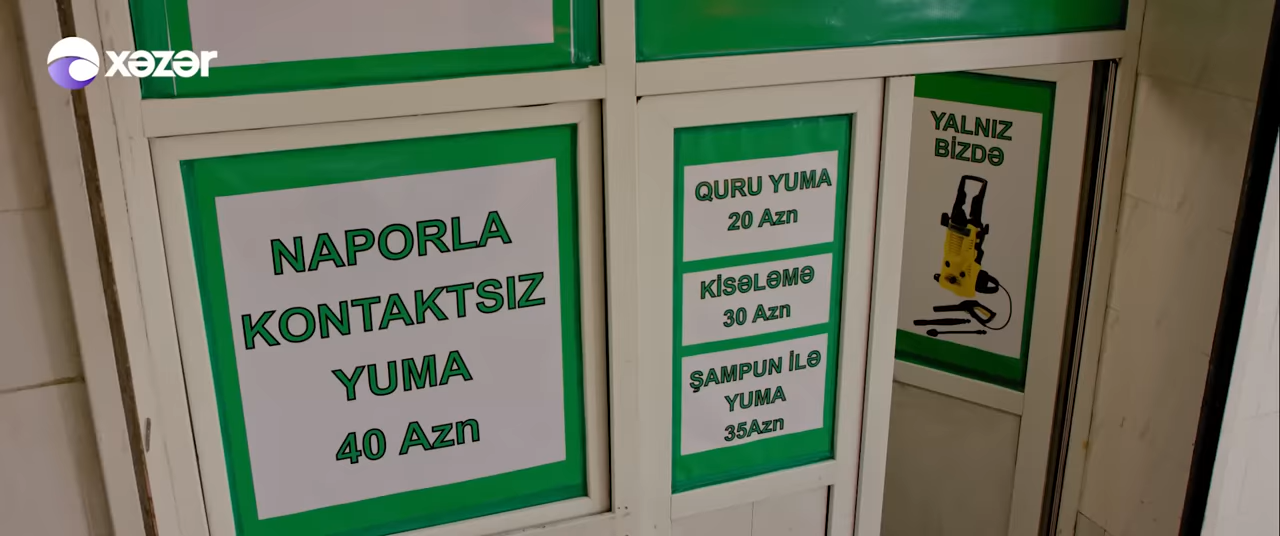 xəzər
NAPORLA
KONTAKTSIZ
YUMA
40 Azn
QURU YUMA
20 Azn
KİSƏLƏMƏ
30 Azn
ŞAMPUN İLƏ
YUMA
35Azn
YALNIZ
BİZDƏ